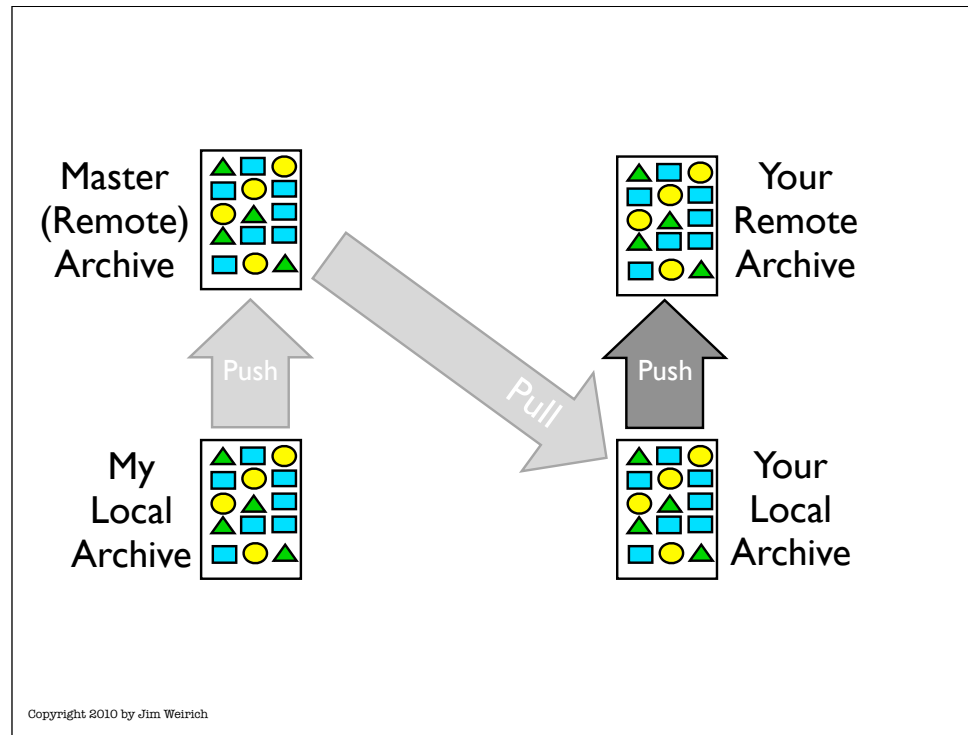 Master
(Remote)
Archive
Your
Remote
Archive
Push
Push
Pull
My
Local
Archive
Your
Local
Archive
Copyright 2010 by Jim Weirich